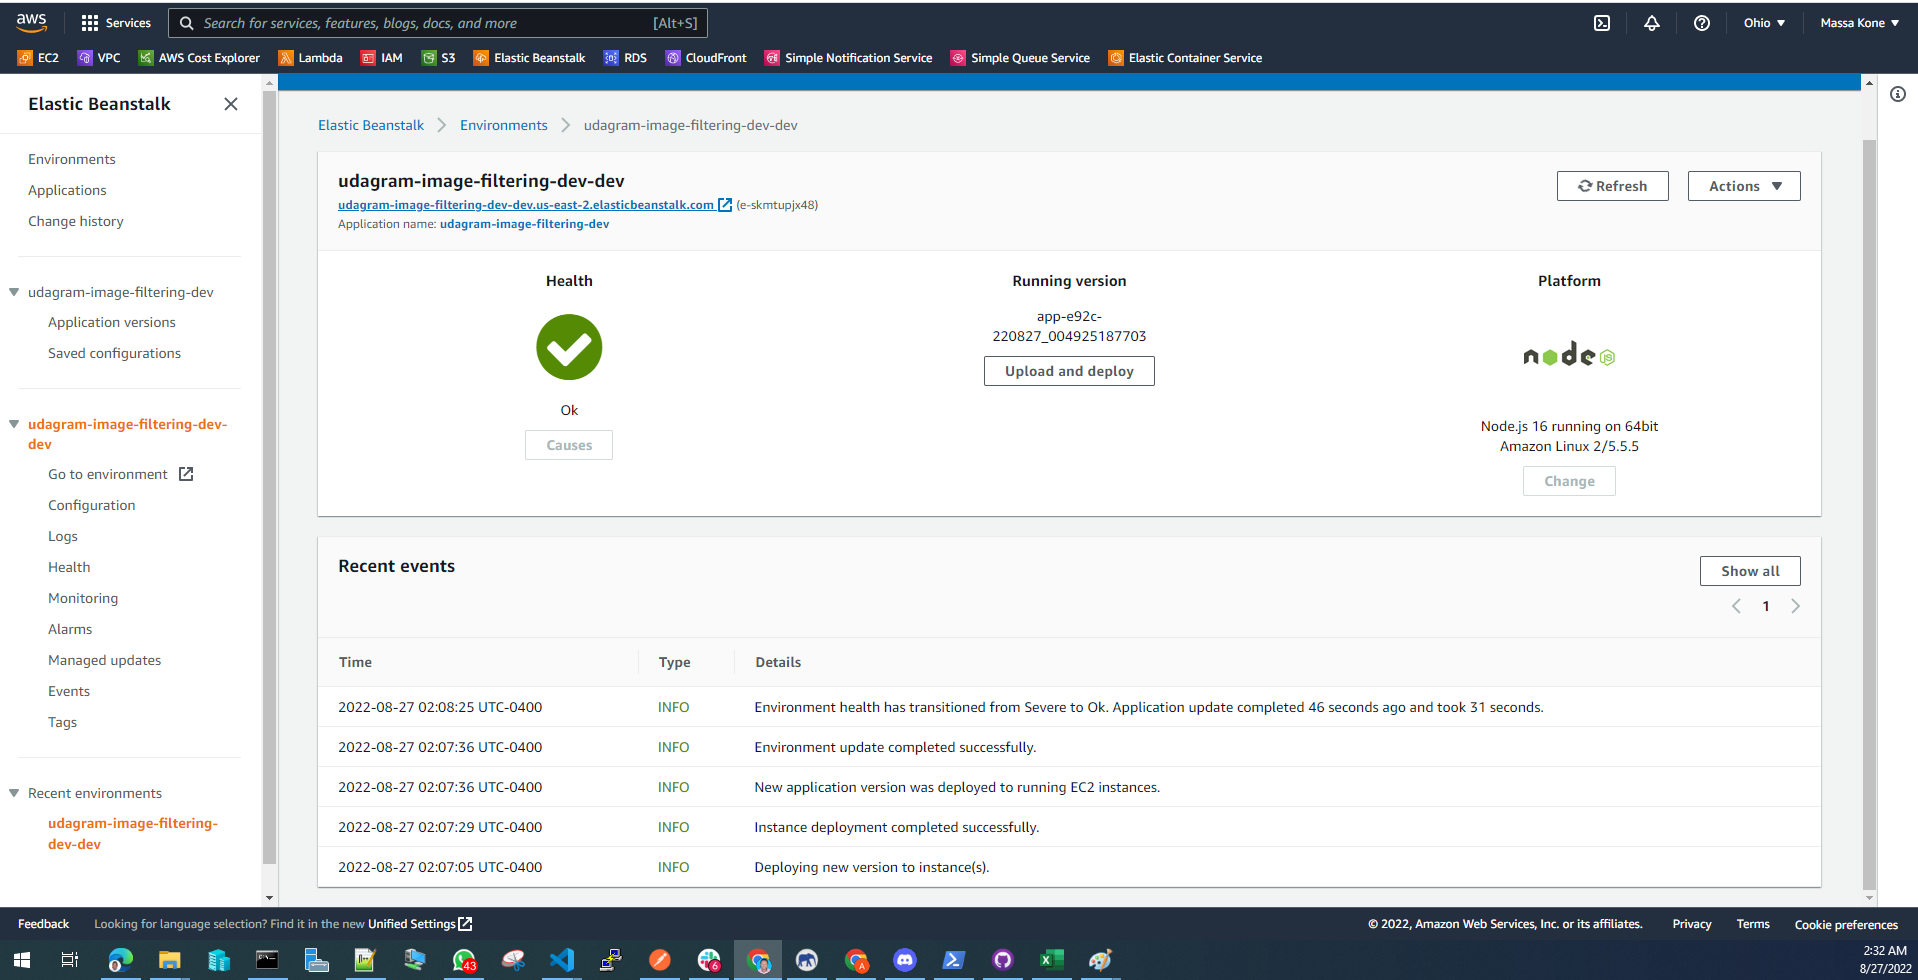 aws
Services
Search for services, features, blogs, docs, and more [Alt+S]
Ohio ▼
Massa Kone ▼
EC2 VPC AWS Cost Explorer Lambda IAM S3 Elastic Beanstalk RDS CloudFront Simple Notification Service Simple Queue Service Elastic Container Service
Elastic Beanstalk
Environments
Applications
Change history
udagram-image-filtering-dev
Application versions
Saved configurations
udagram-image-filtering-dev-
dev
Go to environment
Configuration
Logs
Health
Monitoring
Alarms
Managed updates
Events
Tags
Recent environments
udagram-image-filtering-
dev-dev
Elastic Beanstalk > Environments > udagram-image-filtering-dev-dev
udagram-image-filtering-dev-dev
udagram-image-filtering-dev-dev.us-east-2.elasticbeanstalk.com (e-skmtupjx48)
Application name: udagram-image-filtering-dev
Refresh
Actions ▼
Health
Ok
Causes
Running version
app-e92c-
220827_004925187703
Upload and deploy
Platform
node JS
Node.js 16 running on 64bit
Amazon Linux 2/5.5.5
Change
Recent events
Show all
< 1 >
Time Type Details
2022-08-27 02:08:25 UTC-0400 INFO Environment health has transitioned from Severe to Ok. Application update completed 46 seconds ago and took 31 seconds.
2022-08-27 02:07:36 UTC-0400 INFO Environment update completed successfully.
2022-08-27 02:07:36 UTC-0400 INFO New application version was deployed to running EC2 instances.
2022-08-27 02:07:29 UTC-0400 INFO Instance deployment completed successfully.
2022-08-27 02:07:05 UTC-0400 INFO Deploying new version to instance(s).
Feedback Looking for language selection? Find it in the new Unified Settings
© 2022, Amazon Web Services, Inc. or its affiliates. Privacy Terms Cookie preferences
43
6
A
2:32 AM
8/27/2022